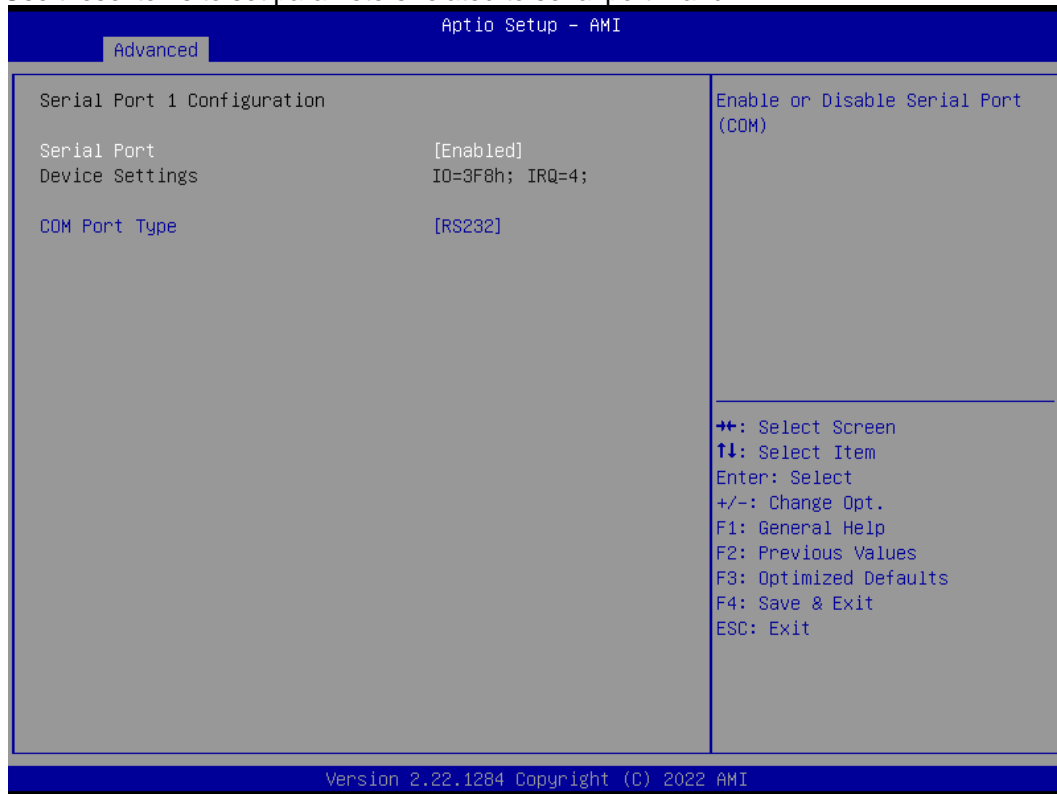 Aptio Setup – AMI
Advanced
Serial Port 1 Configuration
Serial Port [Enabled]
Device Settings IO=3F8h; IRQ=4;
COM Port Type [RS232]
Enable or Disable Serial Port
(COM)
→←: Select Screen
↑↓: Select Item
Enter: Select
+/-: Change Opt.
F1: General Help
F2: Previous Values
F3: Optimized Defaults
F4: Save & Exit
ESC: Exit
Version 2.22.1284 Copyright (C) 2022 AMI